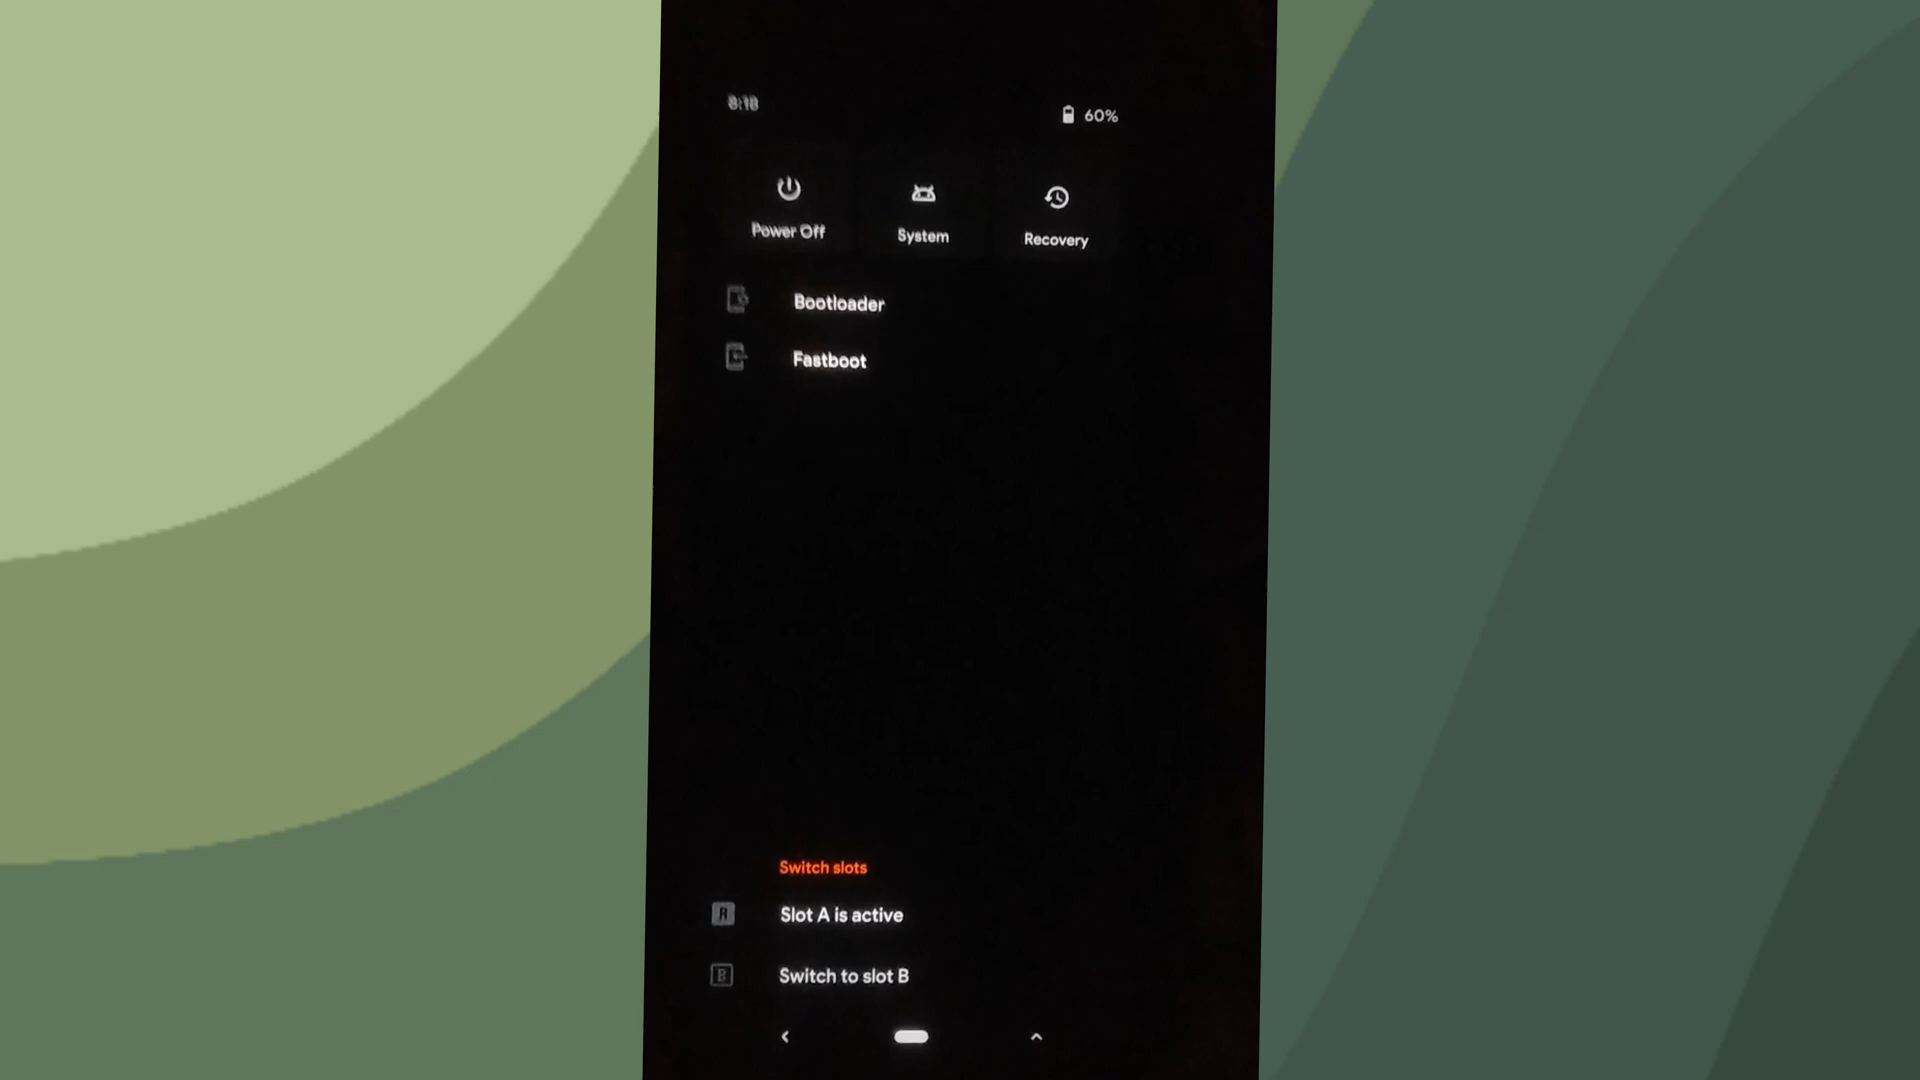 8:18
60%
Power Off
System
Recovery
Bootloader
Fastboot
Switch slots
A
Slot A is active
B
Switch to slot B